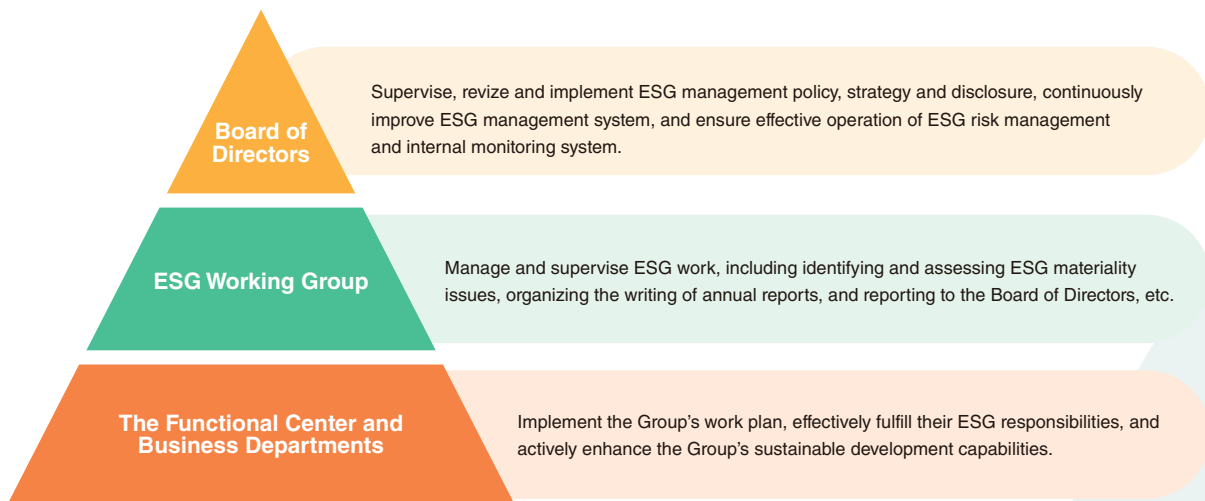 Board of
Directors
Supervise, revize and implement ESG management policy, strategy and disclosure, continuously
improve ESG management system, and ensure effective operation of ESG risk management
and internal monitoring system.
ESG Working Group
Manage and supervise ESG work, including identifying and assessing ESG materiality
issues, organizing the writing of annual reports, and reporting to the Board of Directors, etc.
The Functional Center and
Business Departments
Implement the Group’s work plan, effectively fulfill their ESG responsibilities, and
actively enhance the Group’s sustainable development capabilities.